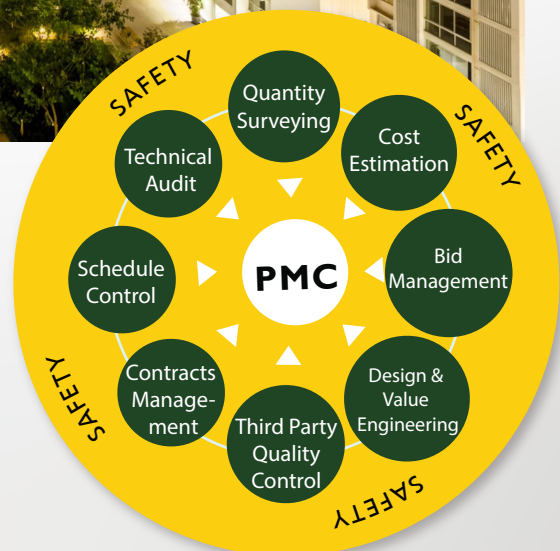 SAFETY
SAFETY
Quantity
Surveying
Cost
Estimation
Bid
Management
Design &
Value
Engineering
Third Party
Quality
Control
Contracts
Manage-
ment
Schedule
Control
Technical
Audit
PMC
SAFETY
SAFETY